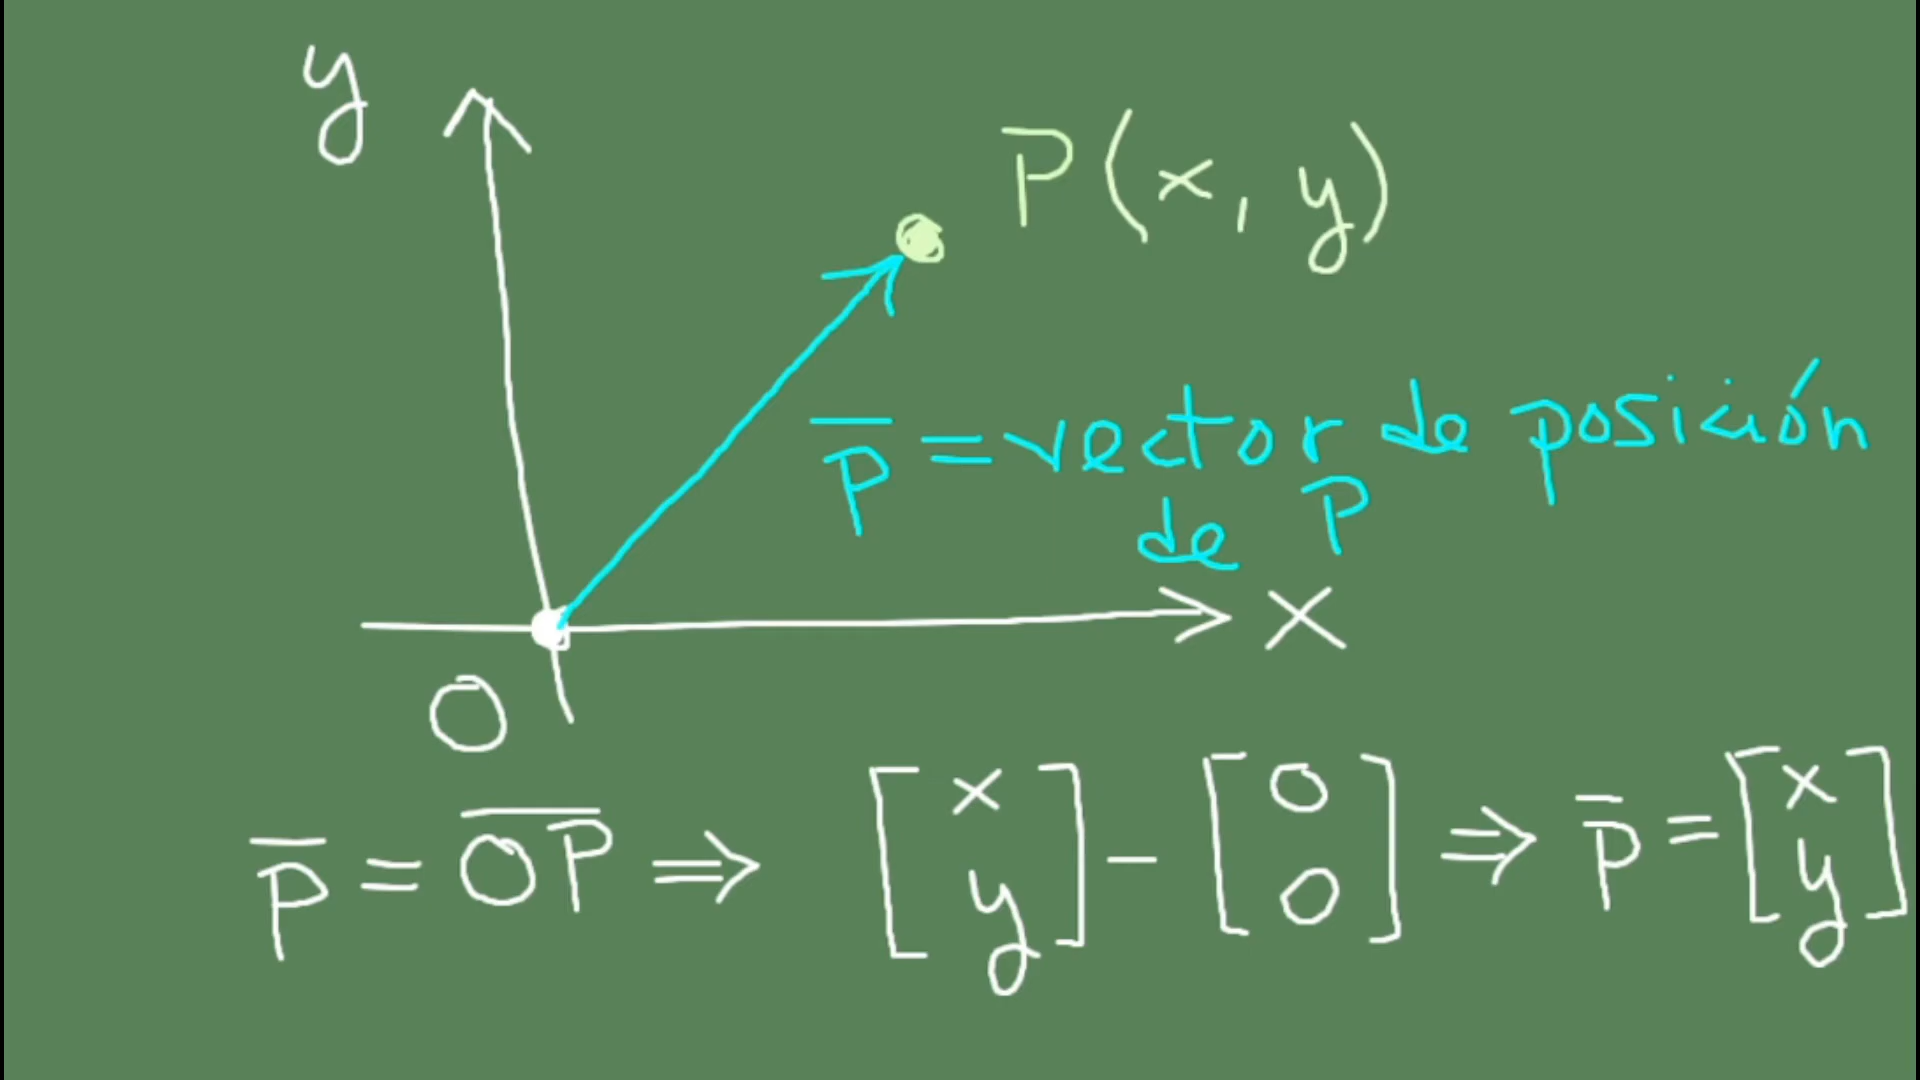 y
P(x, y)
p̅ = vector de posición
de P
x
O
p̅ = O̅P̅ ⇒ [x y] - [0 0] ⇒ p̅ = [x y]